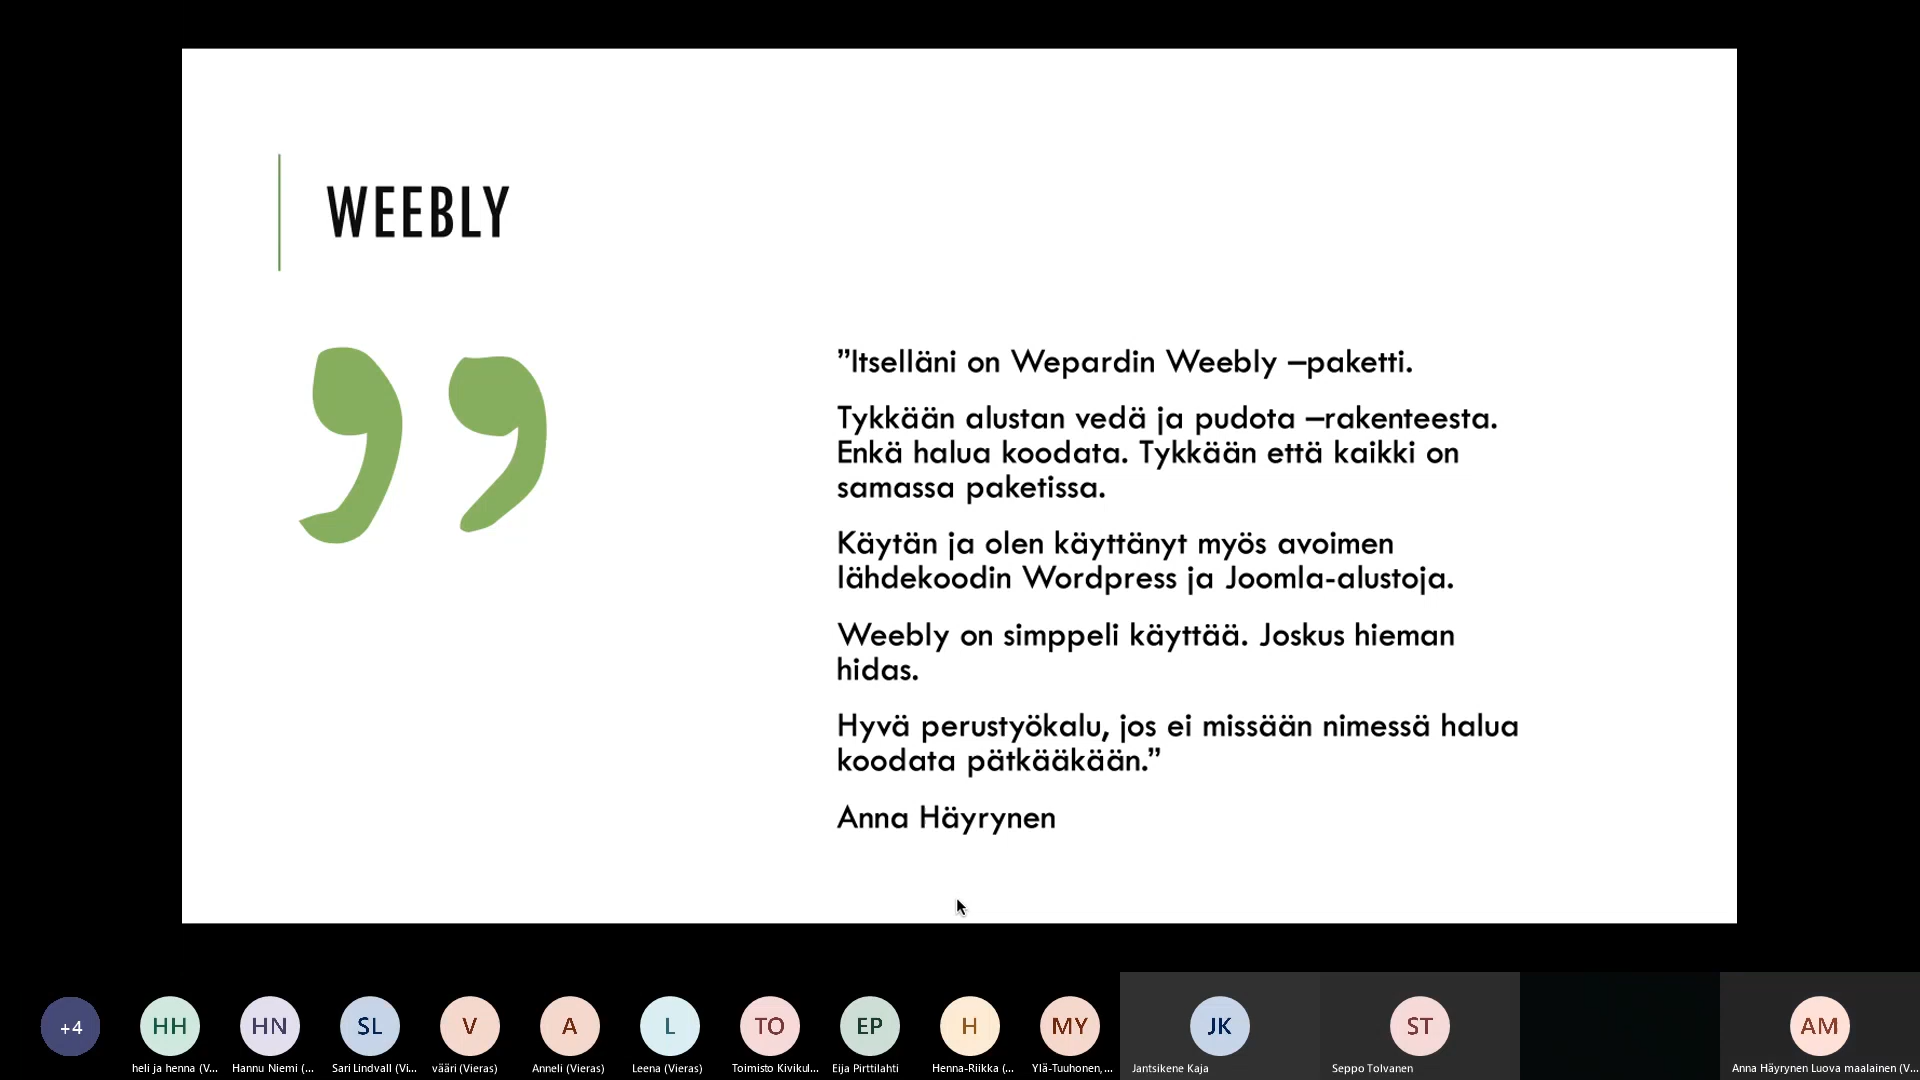 WEEBLY
”Itselläni on Wepardin Weebly –paketti.
Tykkään alustan vedä ja pudota –rakenteesta.
Enkä halua koodata. Tykkään että kaikki on
samassa paketissa.
Käytän ja olen käyttänyt myös avoimen
lähdekoodin Wordpress ja Joomla-alustoja.
Weebly on simppeli käyttää. Joskus hieman
hidas.
Hyvä perustyökalu, jos ei missään nimessä halua
koodata pätkääkään.”
Anna Häyrynen
+4
HH
HN
SL
V
A
L
TO
EP
H
MY
JK
ST
AM
heli ja henna (V...
Hannu Niemi (...
Sari Lindvall (Vi...
vääri (Vieras)
Anneli (Vieras)
Leena (Vieras)
Toimisto Kivikul...
Eija Pirttilahti
Henna-Riikka (...
Ylä-Tuuhonen,...
Jantsikene Kaja
Seppo Tolvanen
Anna Häyrynen Luova maalainen (V...